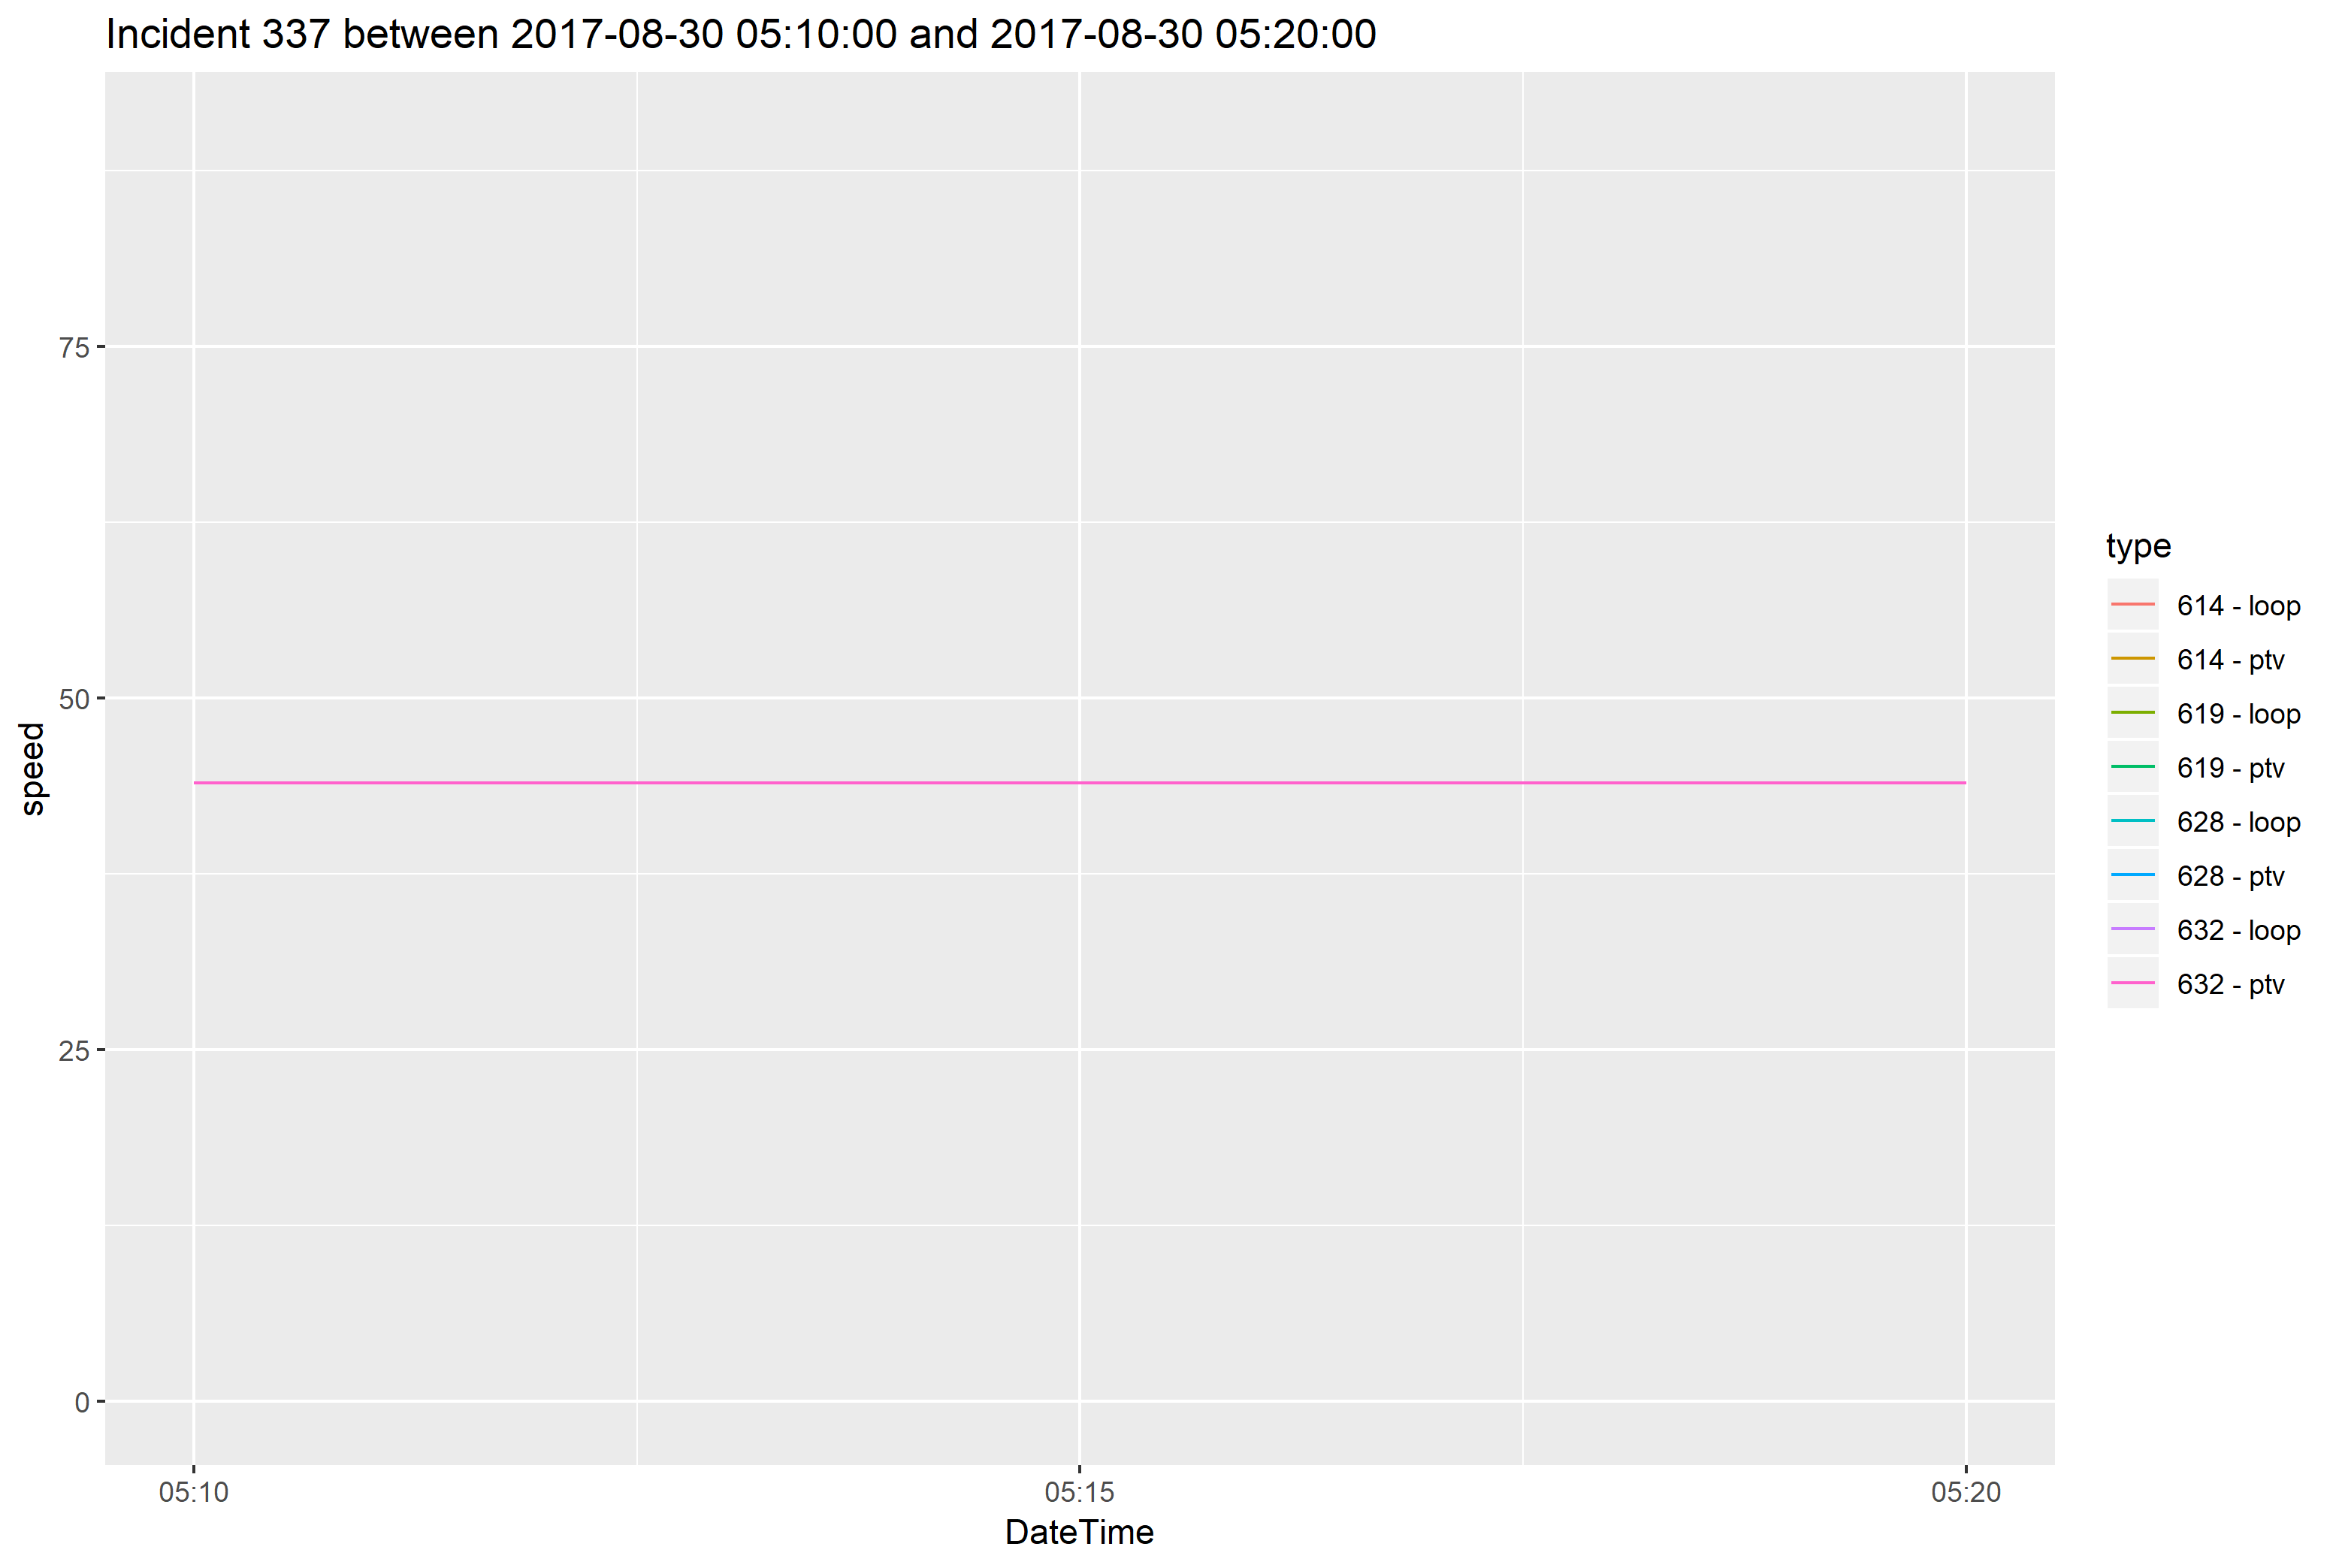 Incident 337 between 2017-08-30 05:10:00 and 2017-08-30 05:20:00
75
50
25
0
speed
05:10
05:15
05:20
DateTime
type
614 - loop
614 - ptv
619 - loop
619 - ptv
628 - loop
628 - ptv
632 - loop
632 - ptv